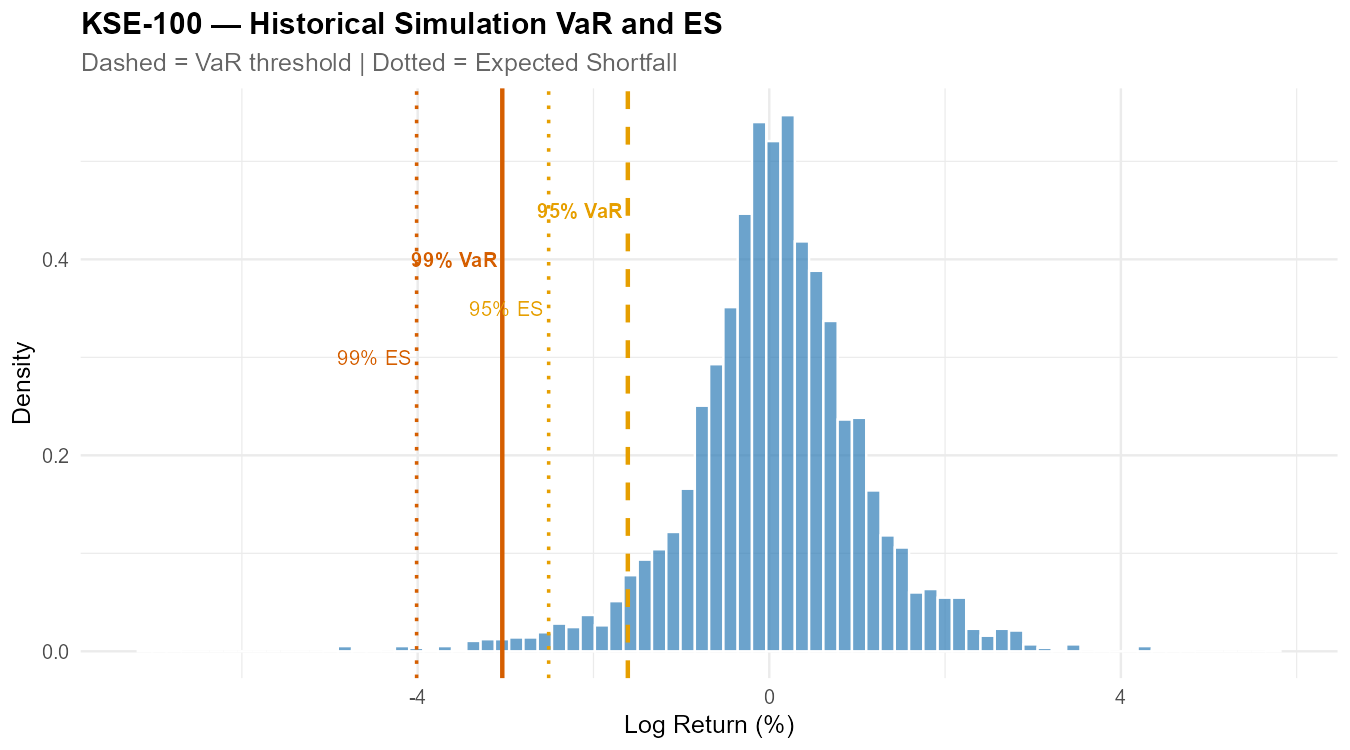 KSE-100 — Historical Simulation VaR and ES
Dashed = VaR threshold | Dotted = Expected Shortfall
95% VaR
99% VaR
95% ES
99% ES
Density
0.4
0.2
0.0
-4
0
4
Log Return (%)